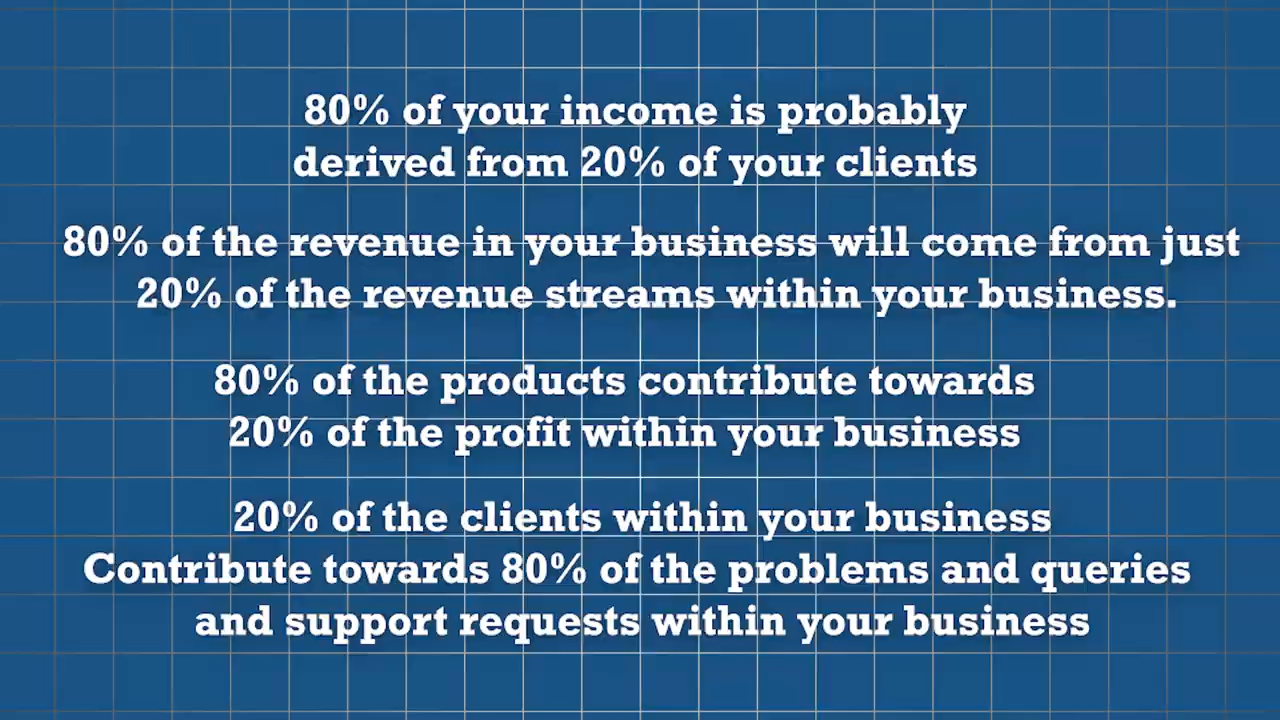 80% of your income is probably
derived from 20% of your clients
80% of the revenue in your business will come from just
20% of the revenue streams within your business.
80% of the products contribute towards
20% of the profit within your business
20% of the clients within your business
Contribute towards 80% of the problems and queries
and support requests within your business